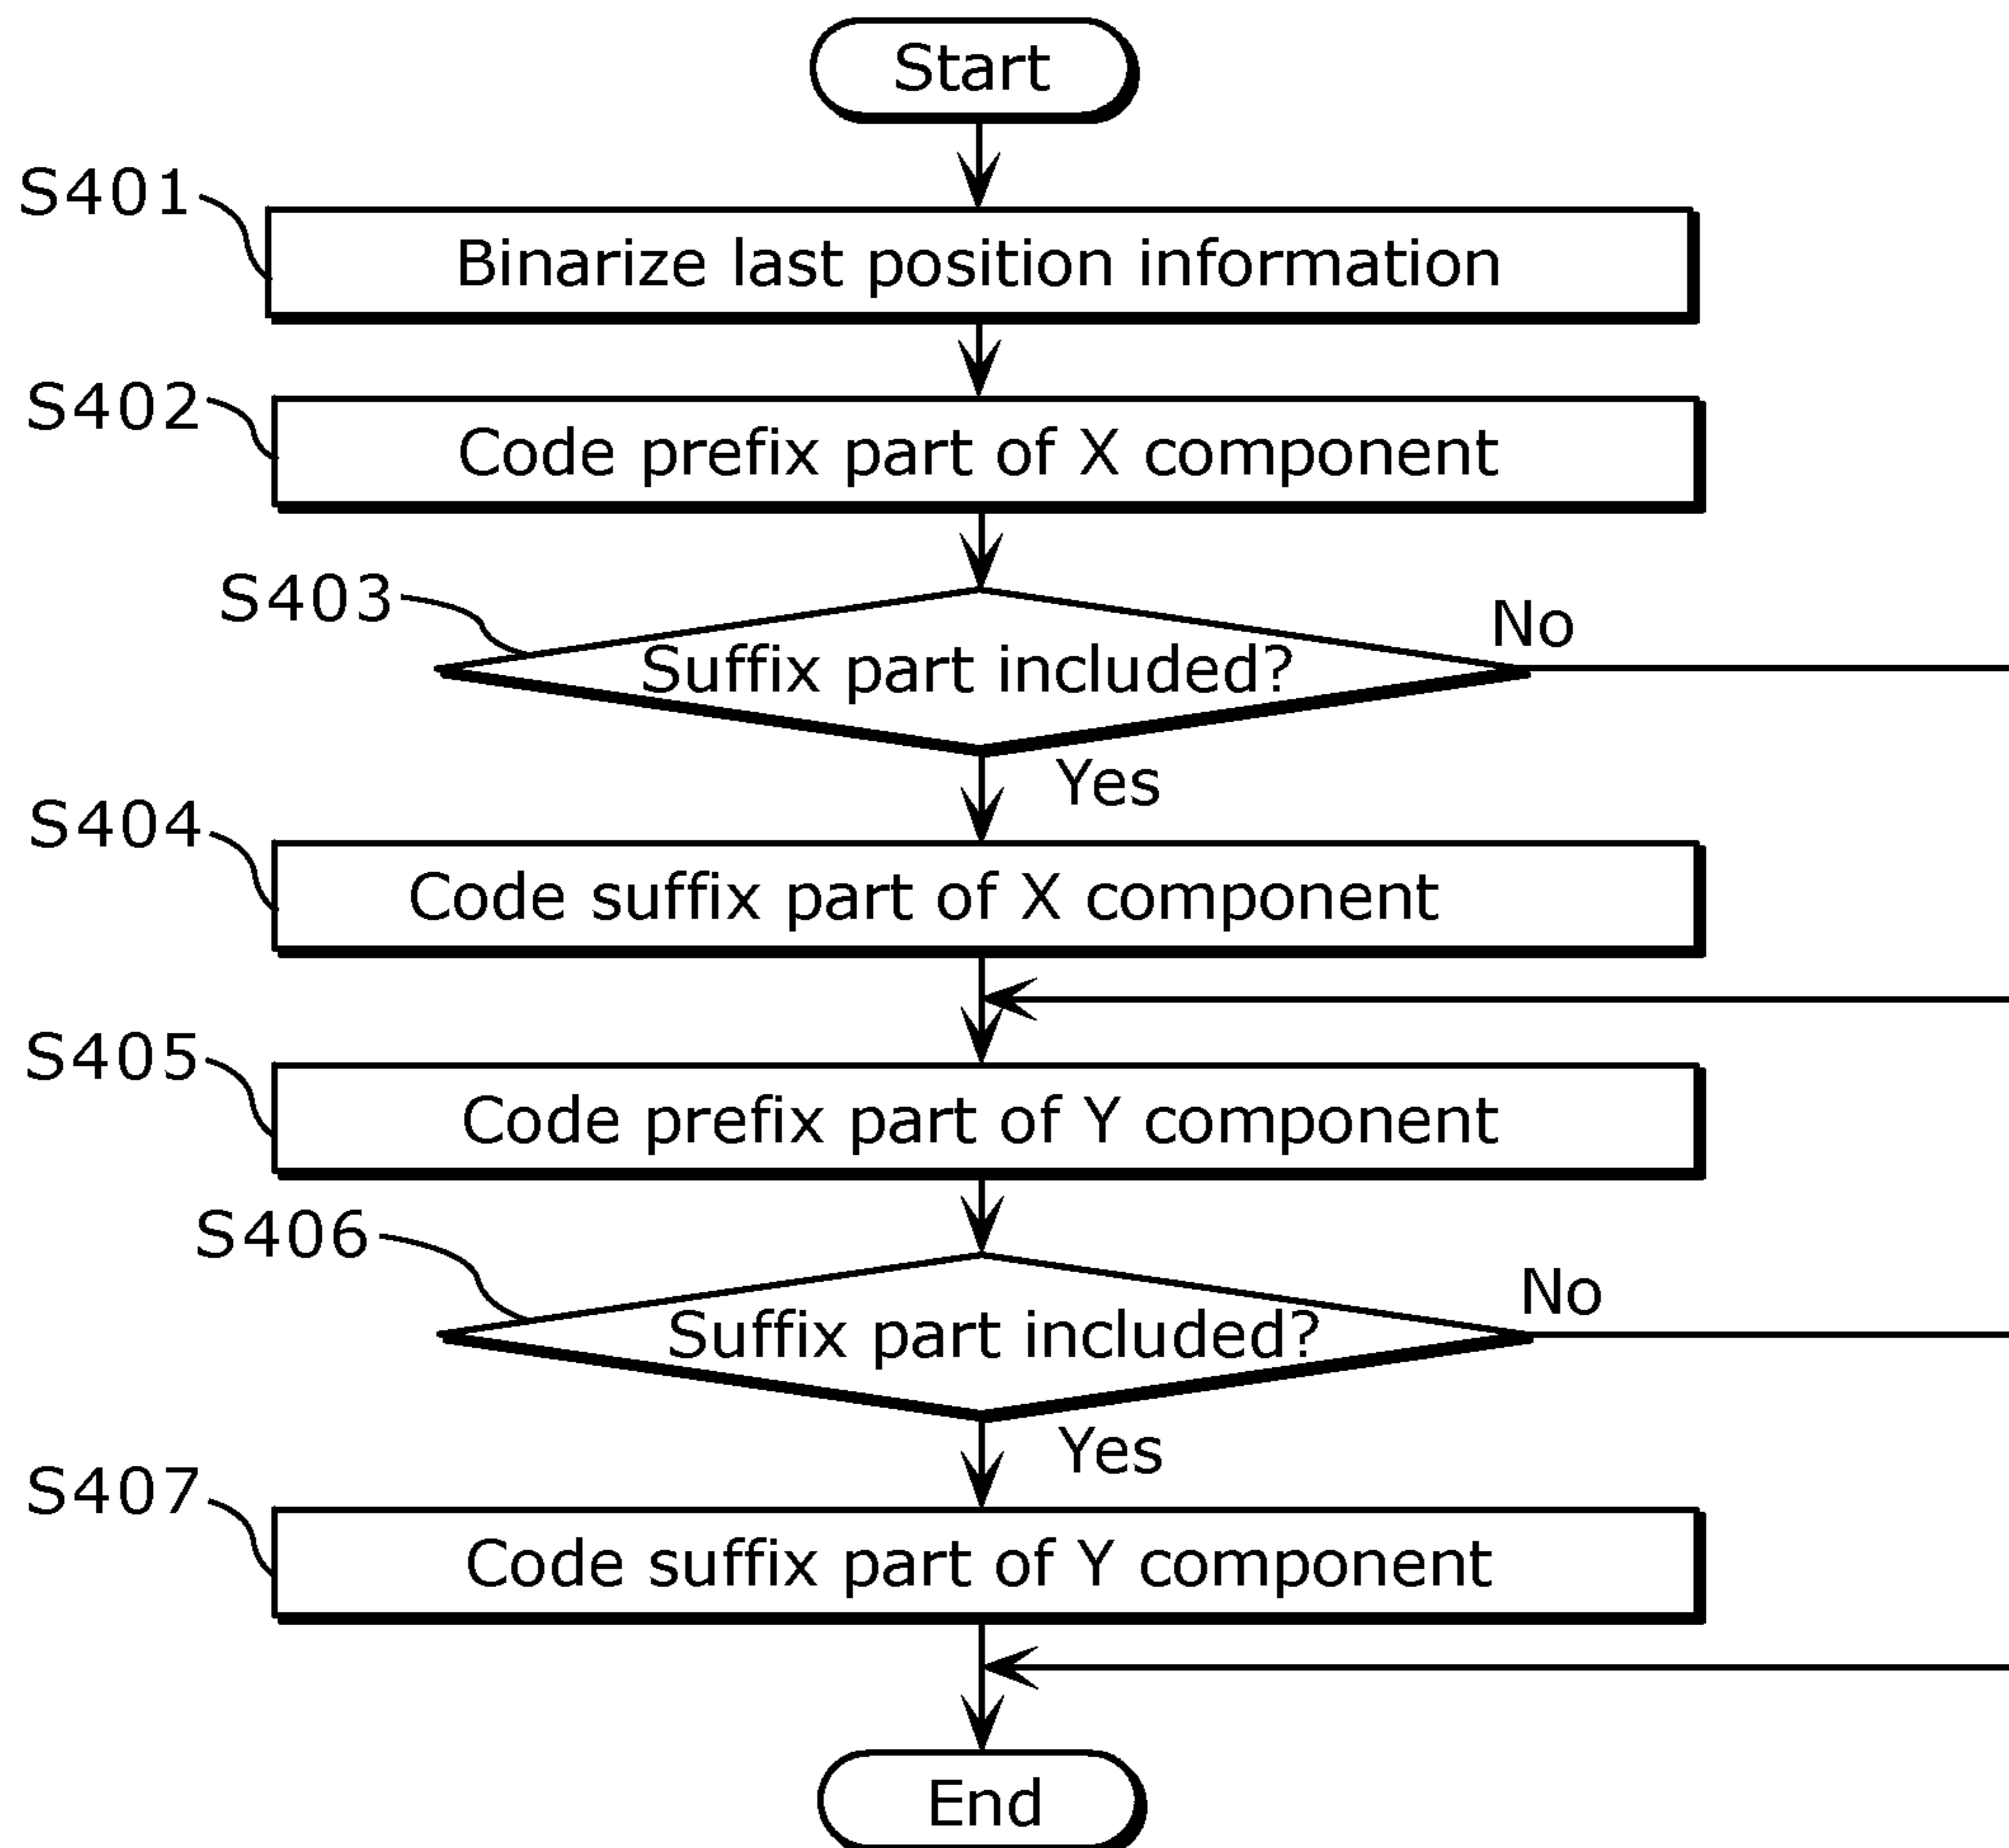 Start
S401
Binarize last position information
S402
Code prefix part of X component
S403
Suffix part included?
No
Yes
S404
Code suffix part of X component
S405
Code prefix part of Y component
S406
Suffix part included?
No
Yes
S407
Code suffix part of Y component
End